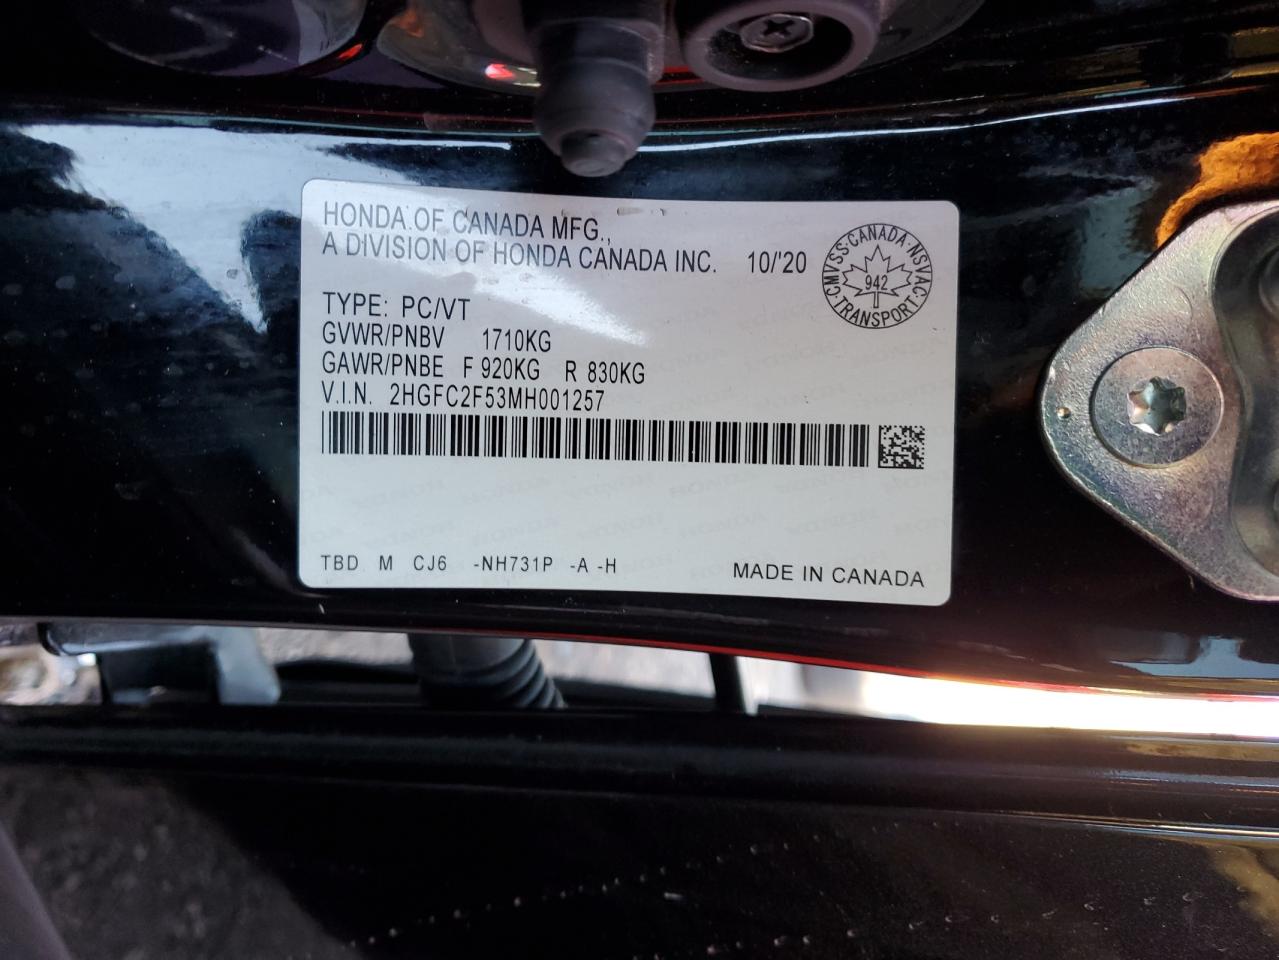 HONDA OF CANADA MFG.,
A DIVISION OF HONDA CANADA INC. 10/'20
CMVSS·CANADA·NSVAC·TRANSPORT
942
TYPE: PC/VT
GVWR/PNBV 1710KG
GAWR/PNBE F 920KG R 830KG
V.I.N. 2HGFC2F53MH001257
TBD M CJ6 -NH731P -A -H MADE IN CANADA